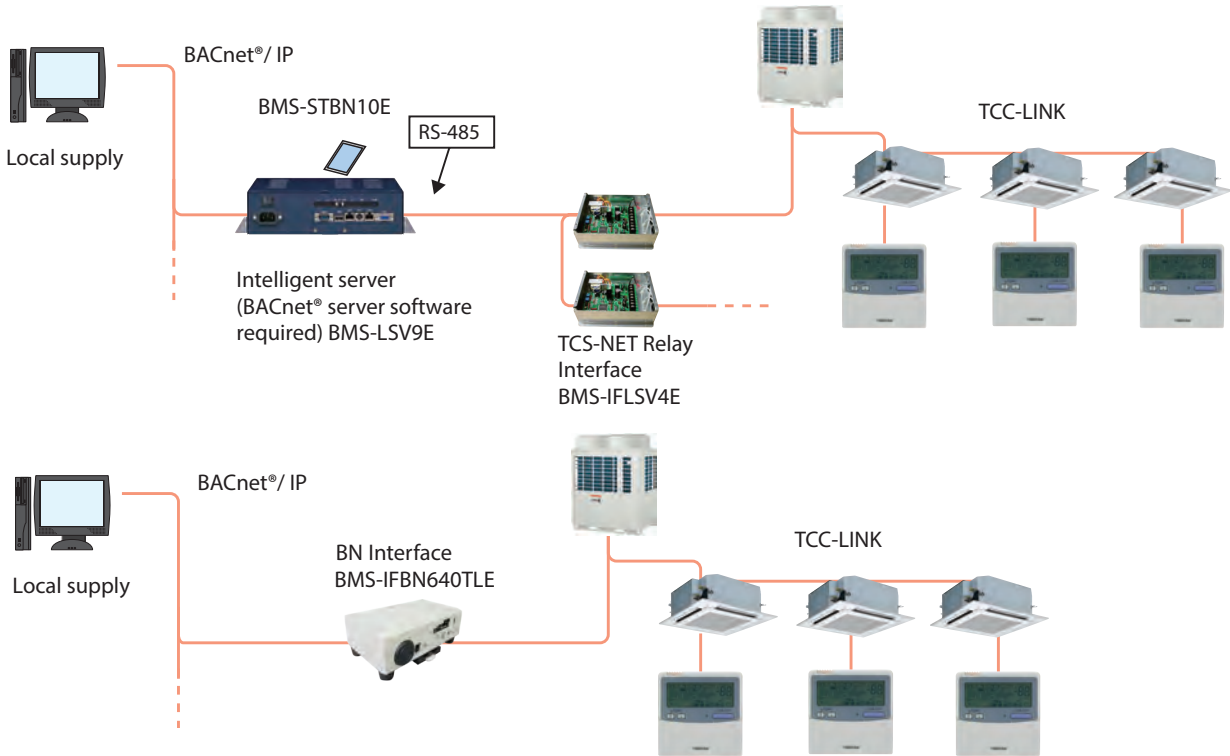 BACnet®/ IP
BMS-STBN10E
RS-485
TCC-LINK
Local supply
Intelligent server
(BACnet® server software
required) BMS-LSV9E
TCS-NET Relay
Interface
BMS-IFLSV4E
BACnet®/ IP
BN Interface
BMS-IFBN640TLE
TCC-LINK
Local supply